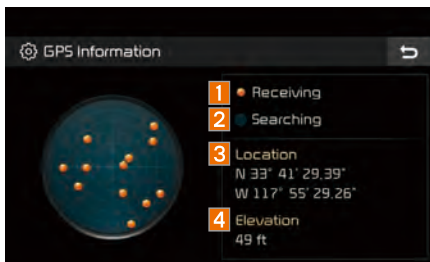 GPS Information
1 Receiving
2 Searching
3 Location
N 33° 41' 29.39"
W 117° 55' 29.26"
4 Elevation
49 ft